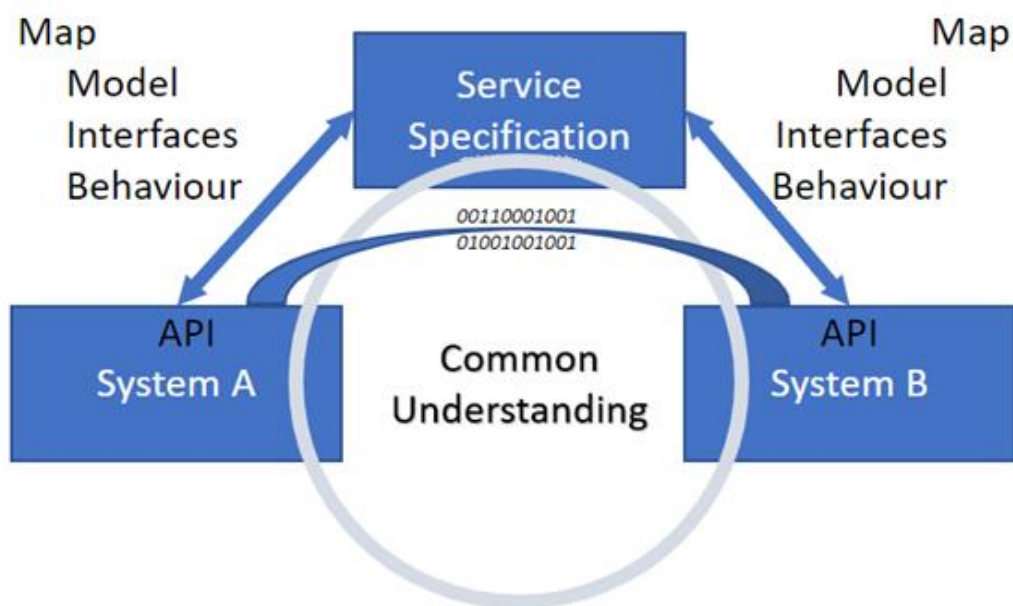 Map
Model
Interfaces
Behaviour
Service
Specification
Map
Model
Interfaces
Behaviour
00110001001
01001001001
API
System A
Common
Understanding
API
System B